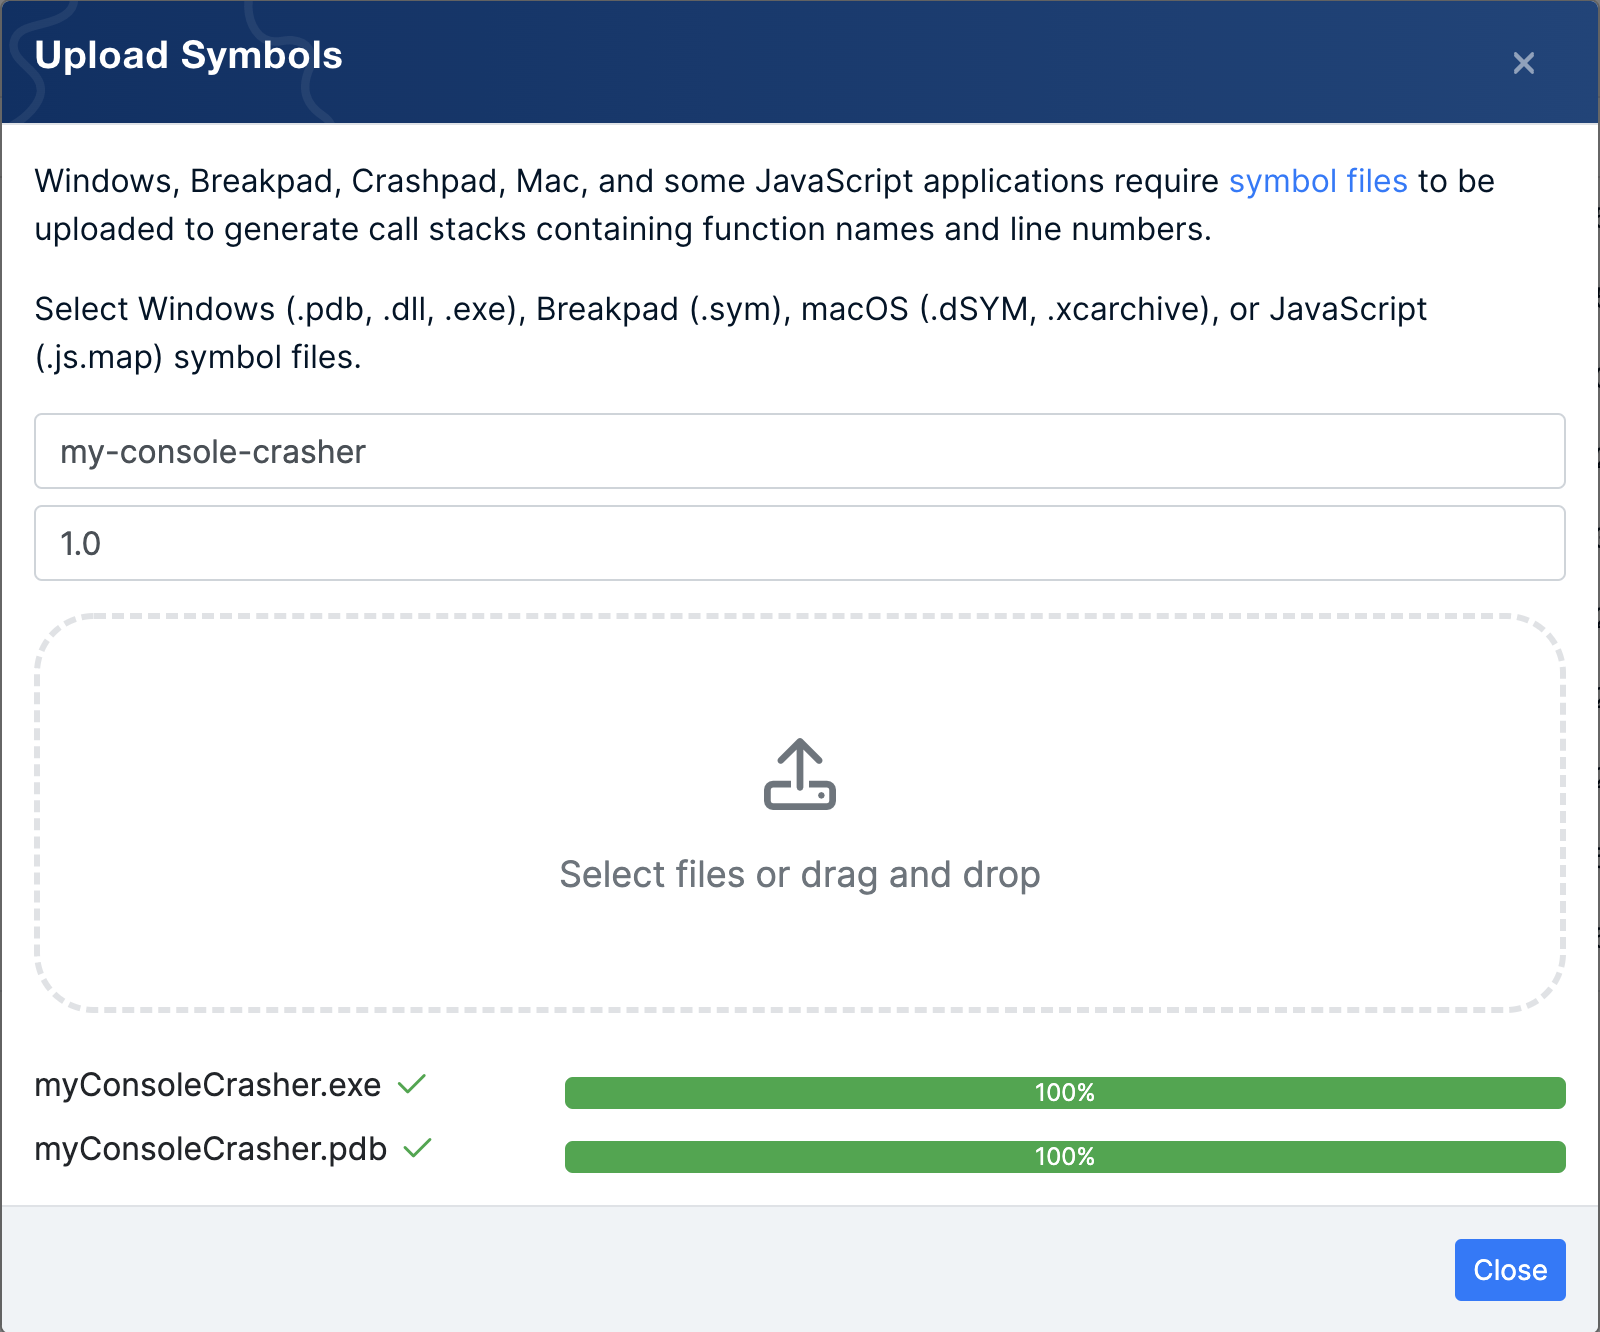 Upload Symbols
Windows, Breakpad, Crashpad, Mac, and some JavaScript applications require symbol files to be
uploaded to generate call stacks containing function names and line numbers.
Select Windows (.pdb, .dll, .exe), Breakpad (.sym), macOS (.dSYM, .xcarchive), or JavaScript
(.js.map) symbol files.
my-console-crasher
1.0
Select files or drag and drop
myConsoleCrasher.exe 100%
myConsoleCrasher.pdb 100%
Close